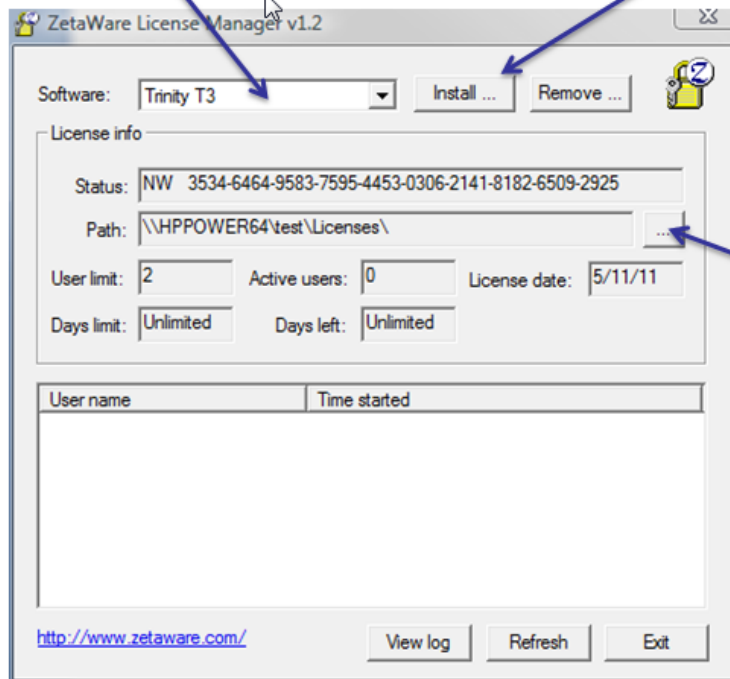 ZetaWare License Manager v1.2
Software: Trinity T3 Install ... Remove ...
License info
Status: NW 3534-6464-9583-7595-4453-0306-2141-8182-6509-2925
Path: \\HPPOWER64\test\Licenses\ ...
User limit: 2 Active users: 0 License date: 5/11/11
Days limit: Unlimited Days left: Unlimited
User name Time started
http://www.zetaware.com/ View log Refresh Exit